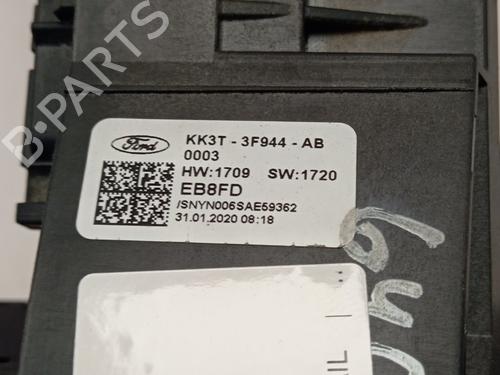 B-PARTS
Ford
KK3T - 3F944 - AB
0003
HW:1709 SW:1720
EB8FD
/SNYN006SAE59362
31.01.2020 08:18